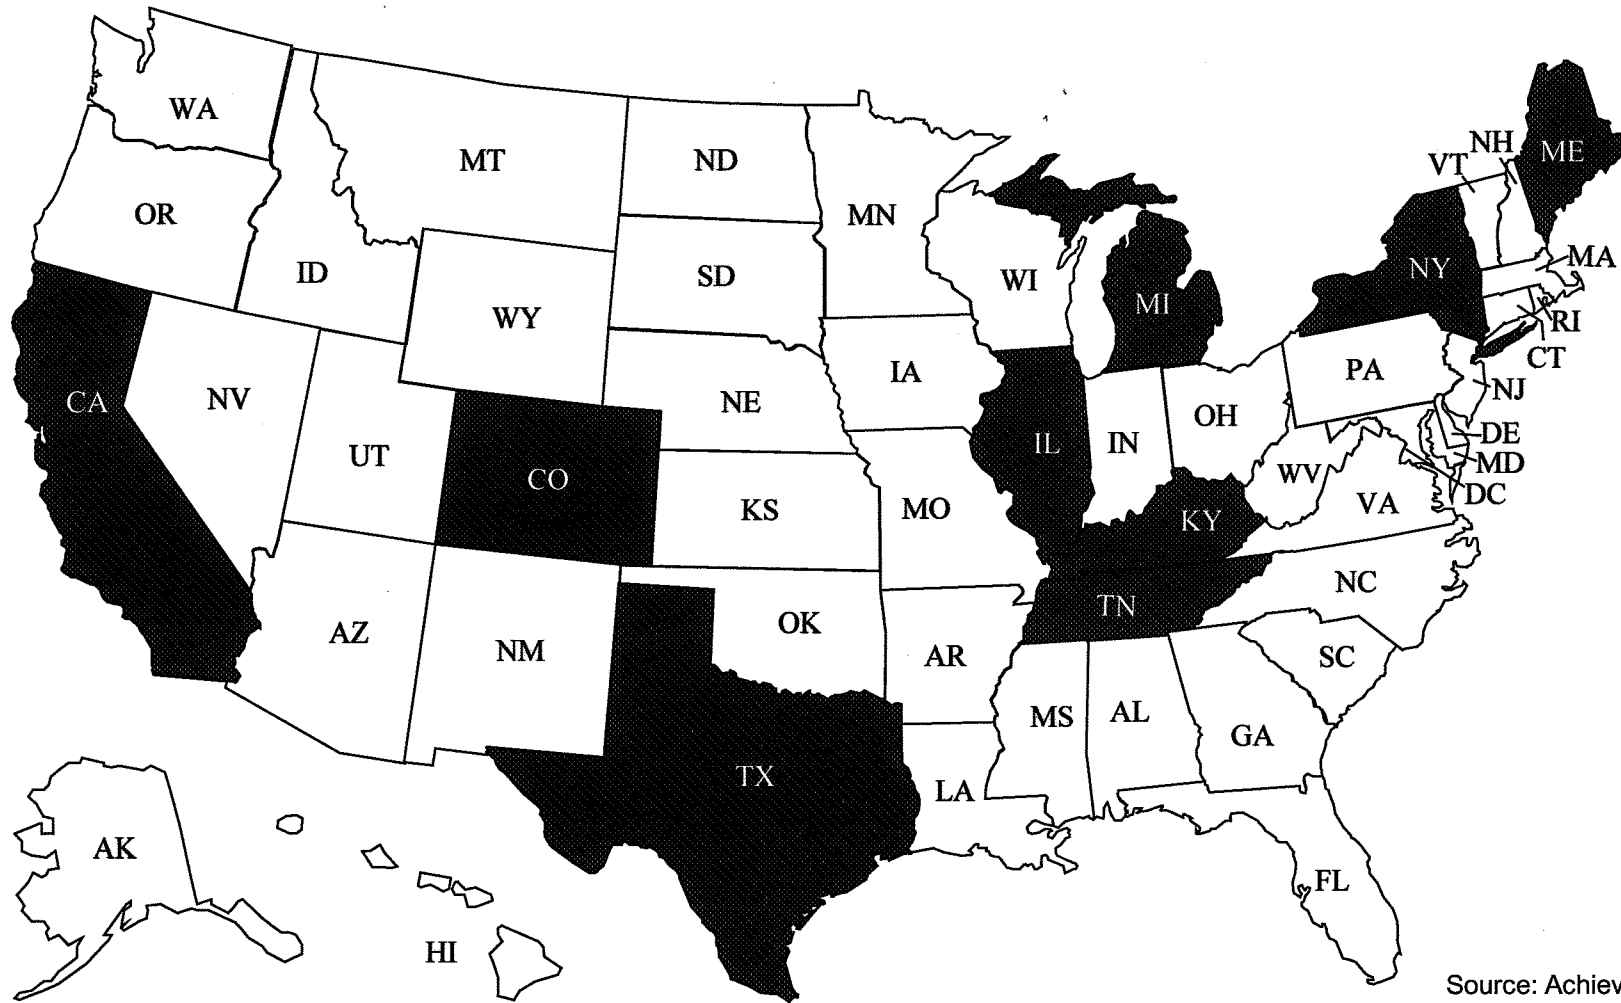 WA
MT
ND
MN
OR
ID
SD
WI
MI
NY
VT
NH
ME
MA
RI
CT
WY
IA
PA
NJ
CA
NV
NE
OH
DE
MD
DC
UT
CO
IL
IN
WV
VA
KS
MO
KY
NC
TN
AZ
NM
OK
AR
SC
MS
AL
GA
TX
LA
AK
FL
HI
Source: Achiev